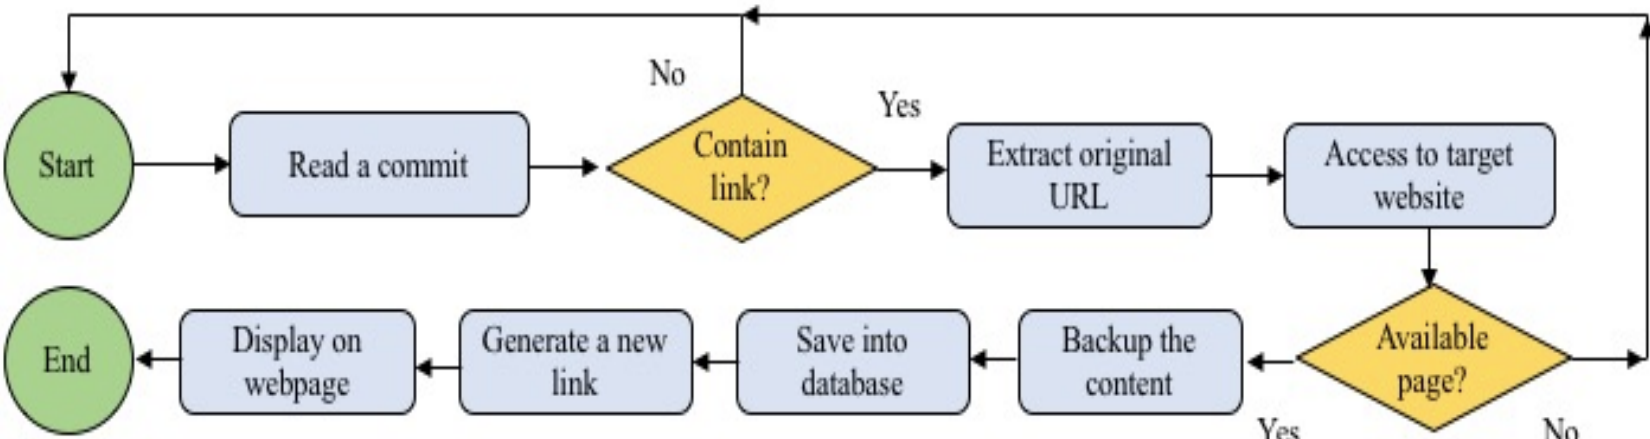 No
Yes
Start
Read a commit
Contain
link?
Extract original
URL
Access to target
website
End
Display on
webpage
Generate a new
link
Save into
database
Backup the
content
Available
page?
Yes
No